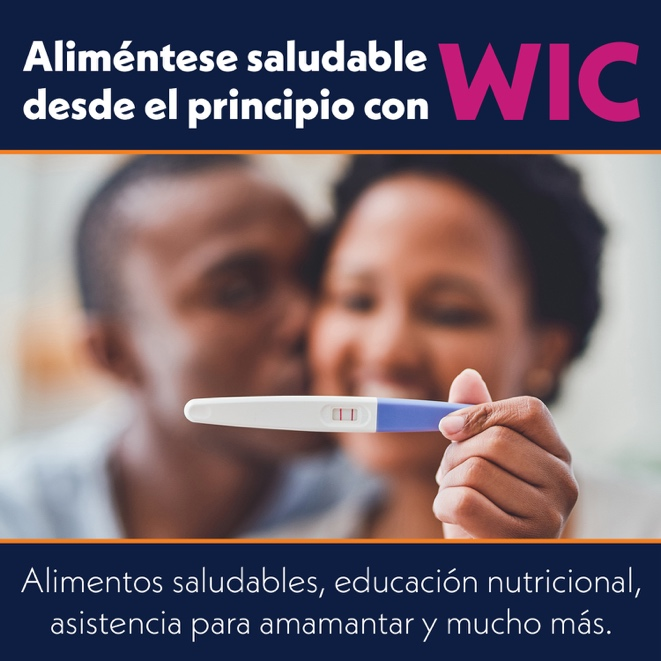 Aliméntese saludable
desde el principio con
WIC
Alimentos saludables, educación nutricional,
asistencia para amamantar y mucho más.